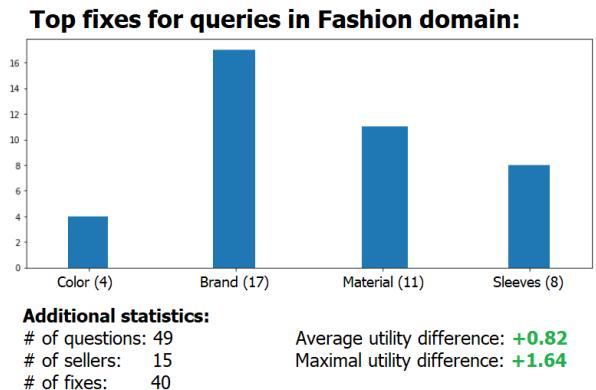 Top fixes for queries in Fashion domain:
16
14
12
10
8
6
4
2
0
Color (4) Brand (17) Material (11) Sleeves (8)
Additional statistics:
# of questions: 49 Average utility difference: +0.82
# of sellers: 15 Maximal utility difference: +1.64
# of fixes: 40